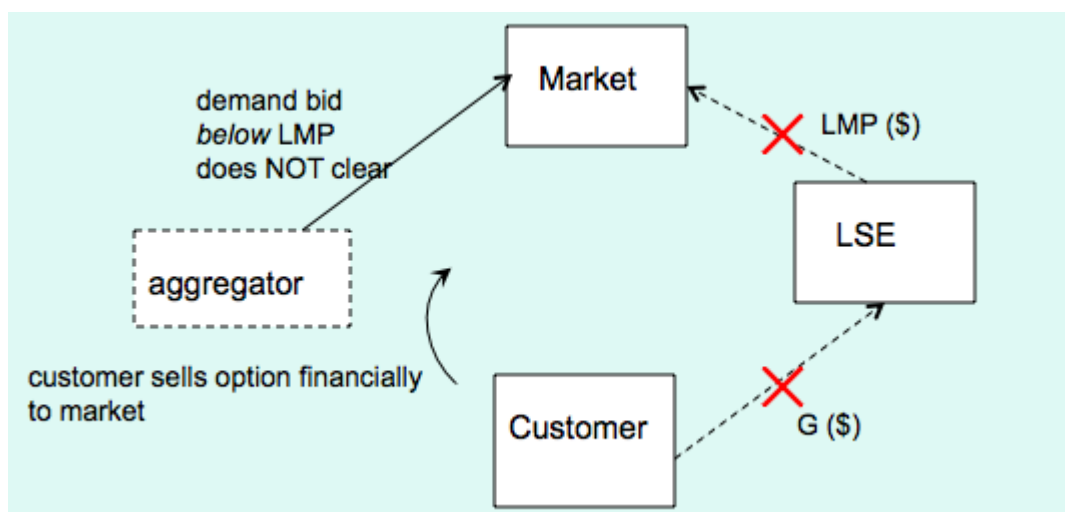 Market
demand bid
below LMP
does NOT clear
LMP ($)
LSE
aggregator
customer sells option financially
to market
Customer
G ($)